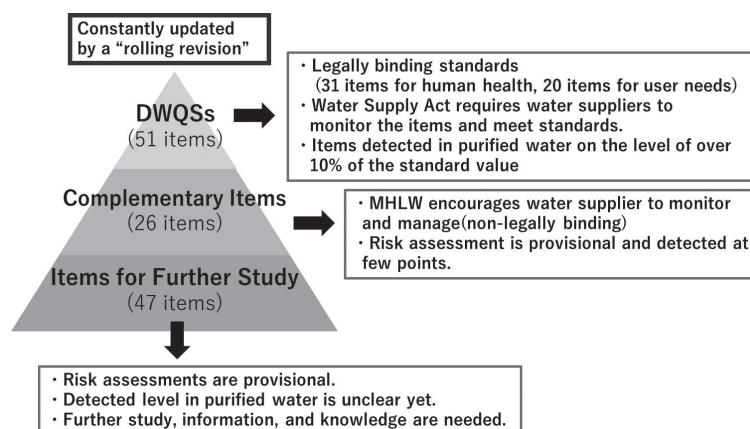 Constantly updated
by a “rolling revision”
DWQSs
(51 items)
・Legally binding standards
(31 items for human health, 20 items for user needs)
・Water Supply Act requires water suppliers to
monitor the items and meet standards.
・Items detected in purified water on the level of over
10% of the standard value
Complementary Items
(26 items)
・MHLW encourages water supplier to monitor
and manage(non-legally binding)
・Risk assessment is provisional and detected at
few points.
Items for Further Study
(47 items)
・Risk assessments are provisional.
・Detected level in purified water is unclear yet.
・Further study, information, and knowledge are needed.